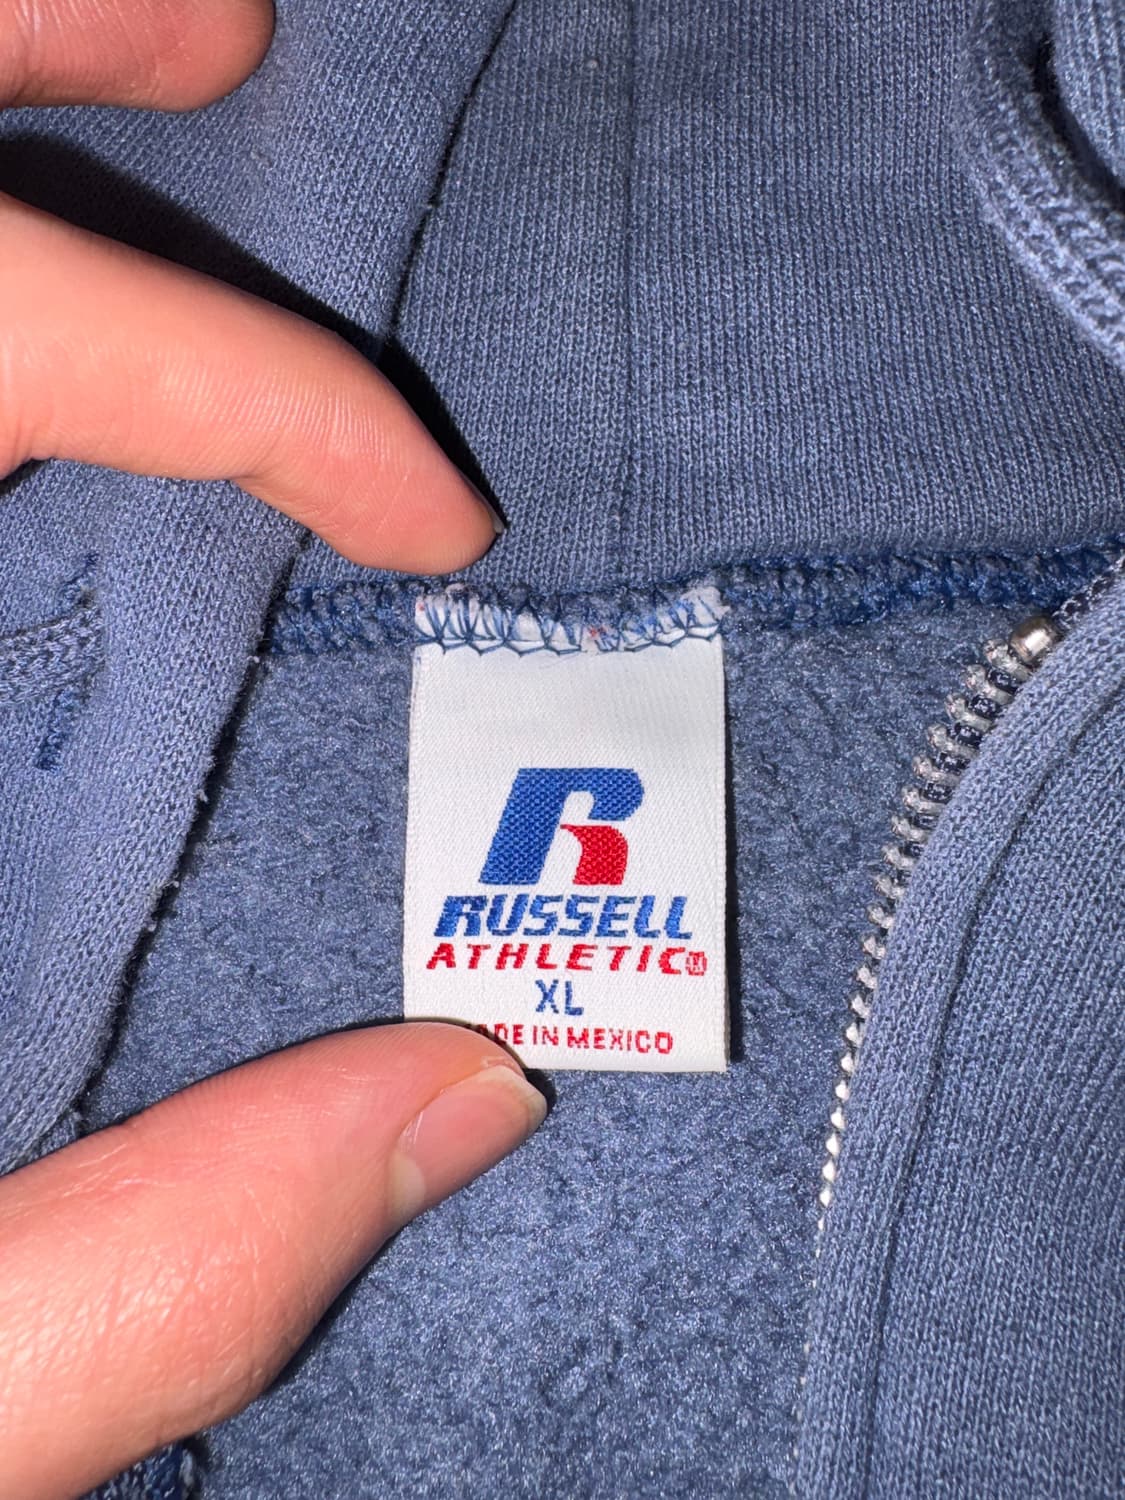 R
RUSSELL
ATHLETIC®
XL
MADE IN MEXICO